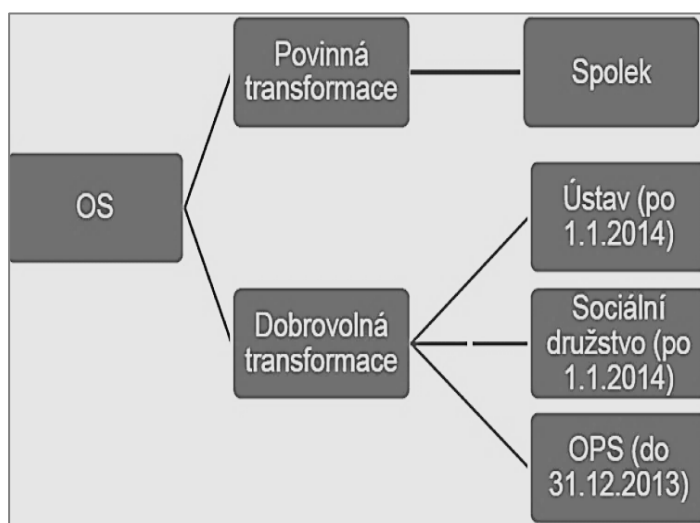 Povinná
transformace
Spolek
OS
Ústav (po
1.1.2014)
Dobrovolná
transformace
Sociální
družstvo (po
1.1.2014)
OPS (do
31.12.2013)